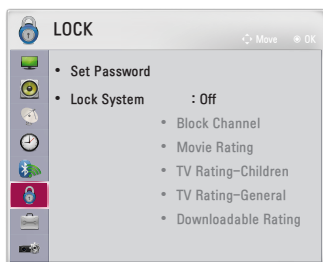 LOCK
Move OK
• Set Password
• Lock System : Off
• Block Channel
• Movie Rating
• TV Rating-Children
• TV Rating-General
• Downloadable Rating